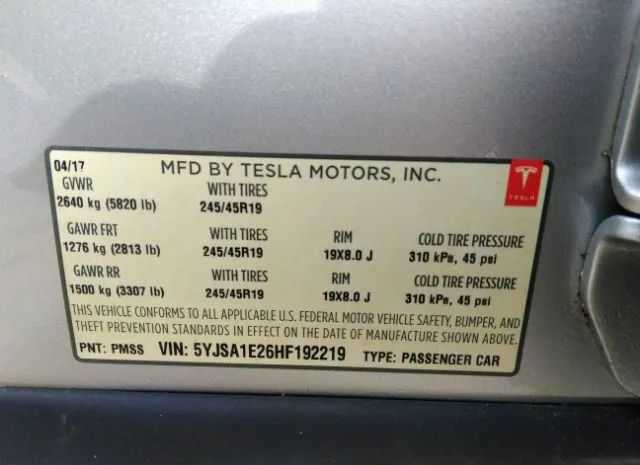 04/17 MFD BY TESLA MOTORS, INC.
GVWR WITH TIRES
2640 kg (5820 lb) 245/45R19
TESLA
GAWR FRT WITH TIRES RIM COLD TIRE PRESSURE
1276 kg (2813 lb) 245/45R19 19X8.0 J 310 kPa, 45 psi
GAWR RR WITH TIRES RIM COLD TIRE PRESSURE
1500 kg (3307 lb) 245/45R19 19X8.0 J 310 kPa, 45 psi
THIS VEHICLE CONFORMS TO ALL APPLICABLE U.S. FEDERAL MOTOR VEHICLE SAFETY, BUMPER, AND
THEFT PREVENTION STANDARDS IN EFFECT ON THE DATE OF MANUFACTURE SHOWN ABOVE.
PNT: PMSS VIN: 5YJSA1E26HF192219 TYPE: PASSENGER CAR